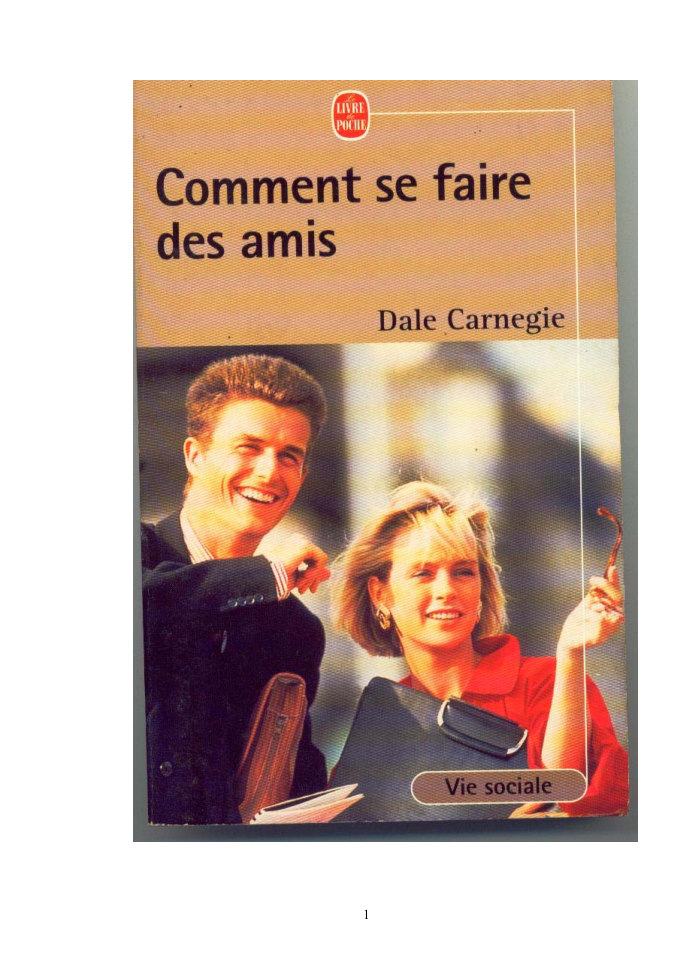 Le
LIVRE
de
POCHE
Comment se faire
des amis
Dale Carnegie
Vie sociale
1